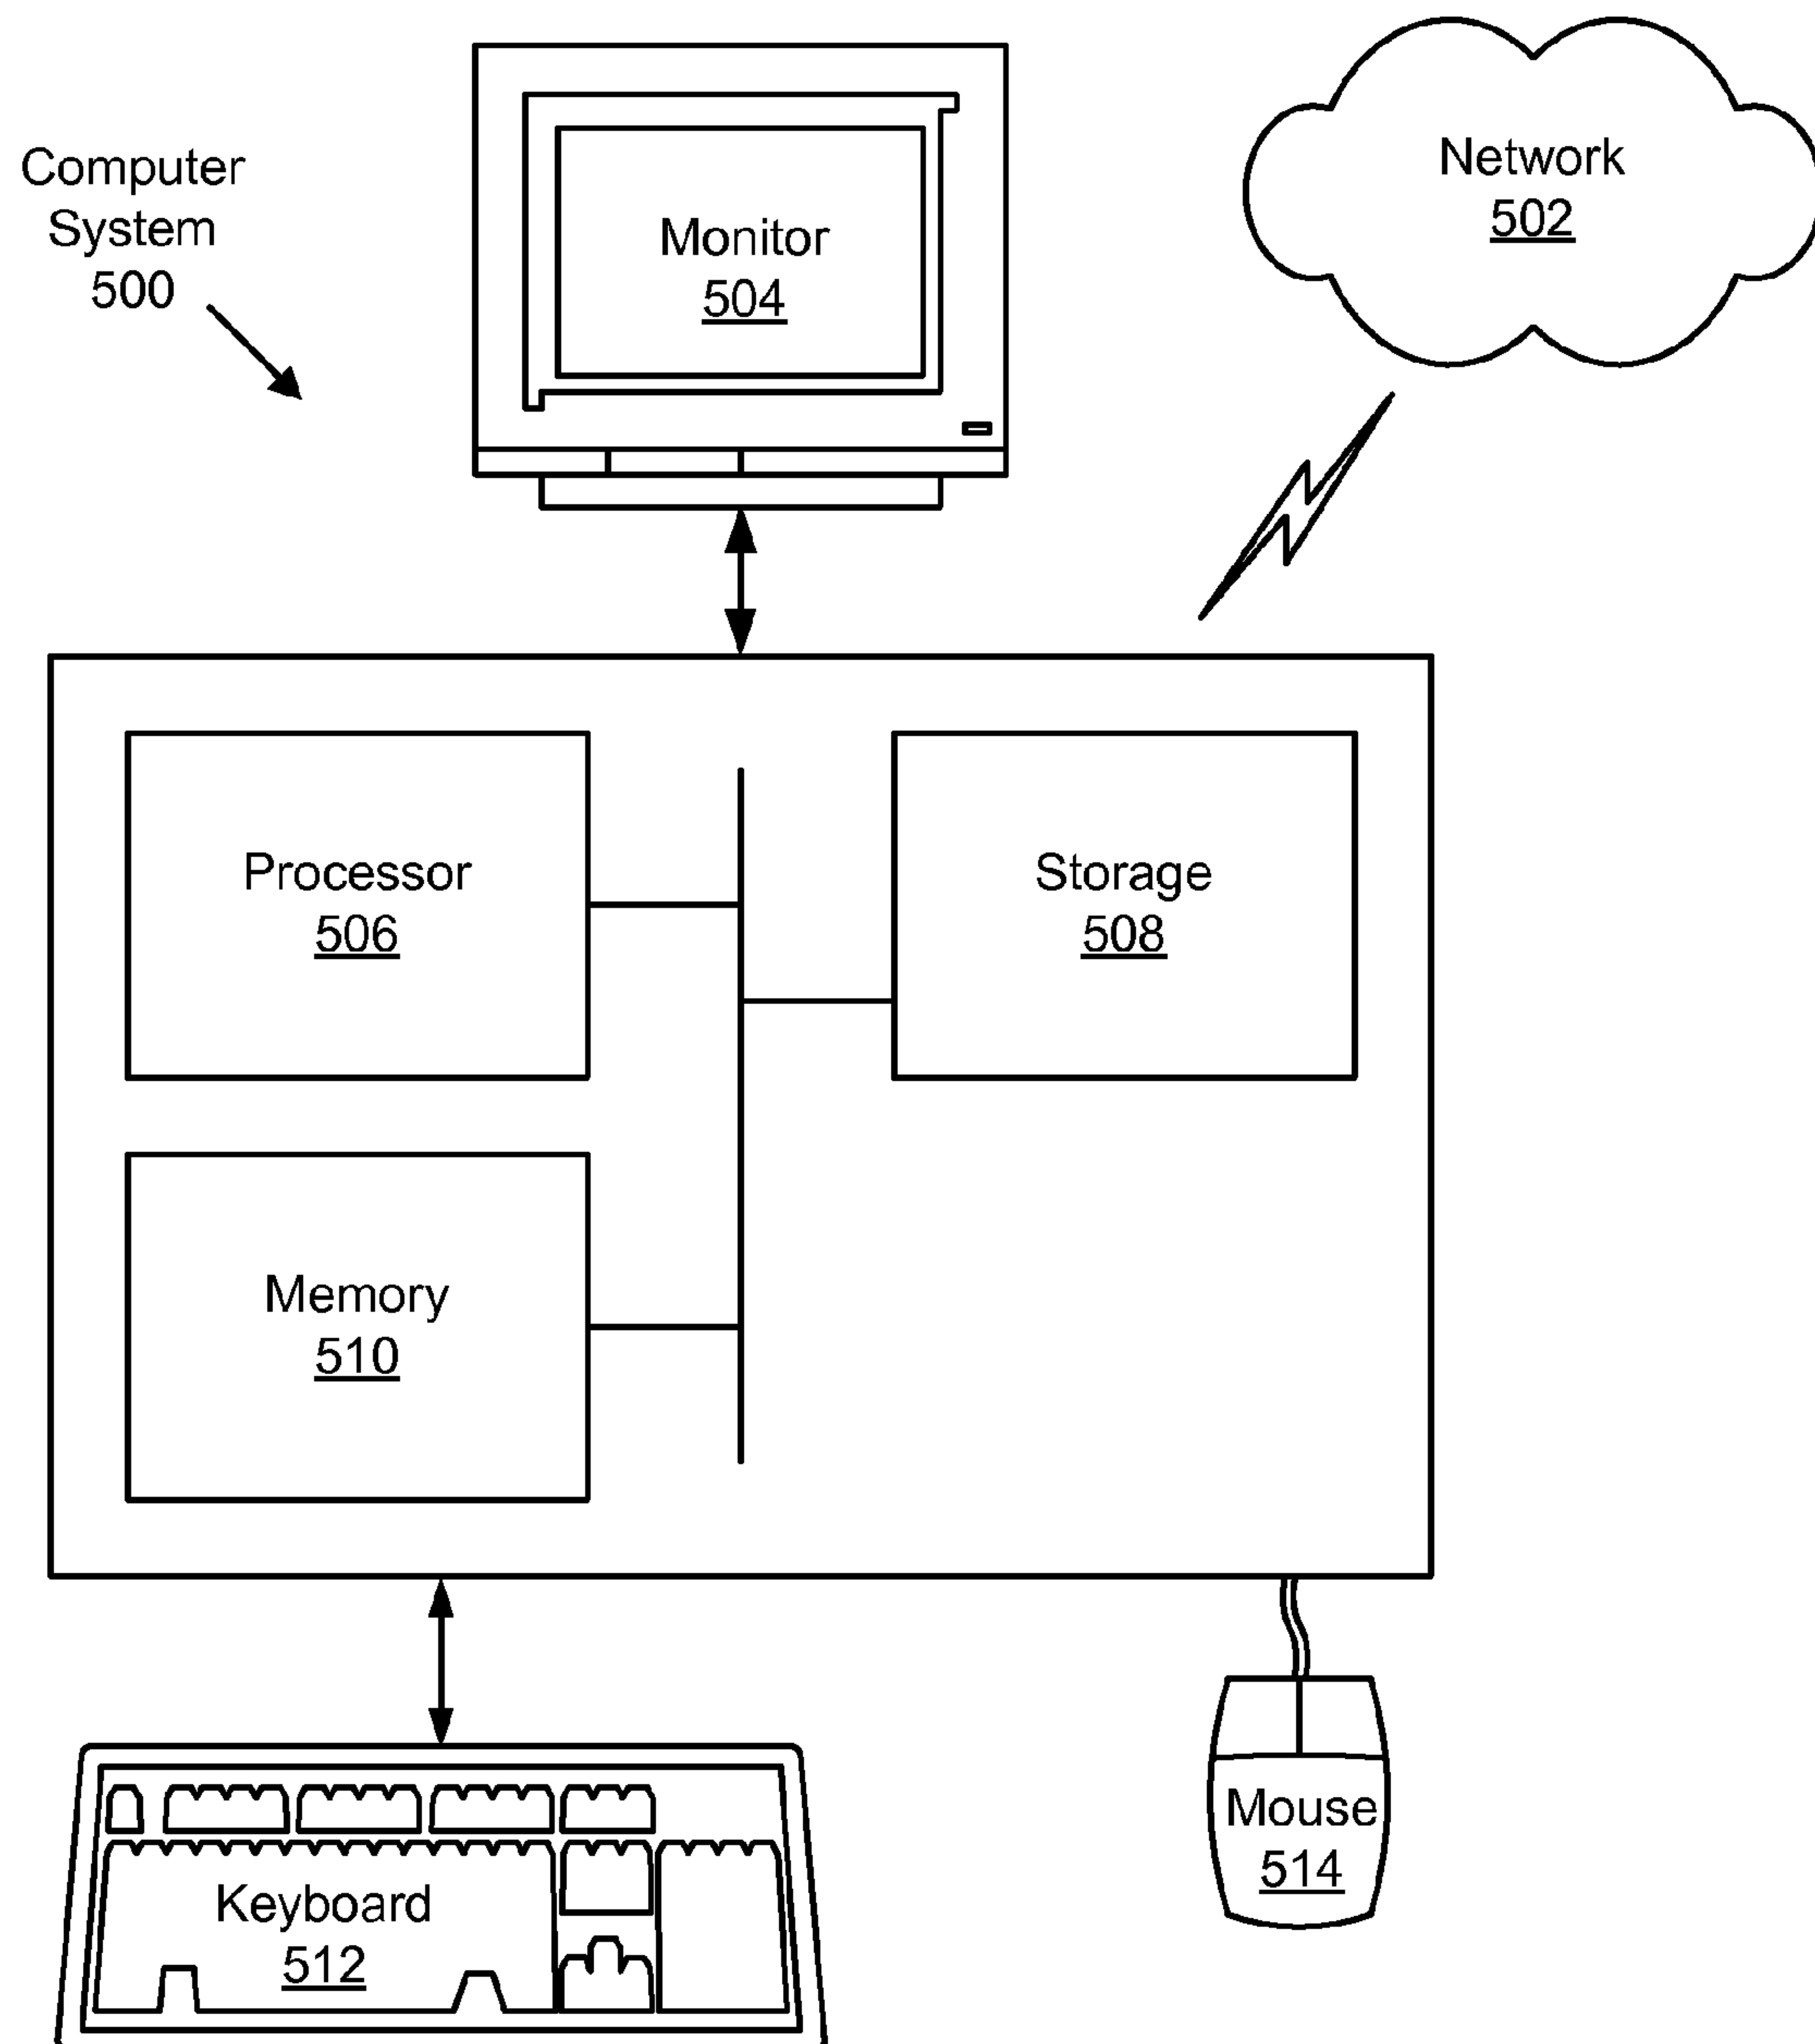 Computer
System
500
Monitor
504
Network
502
Processor
506
Storage
508
Memory
510
Keyboard
512
Mouse
514